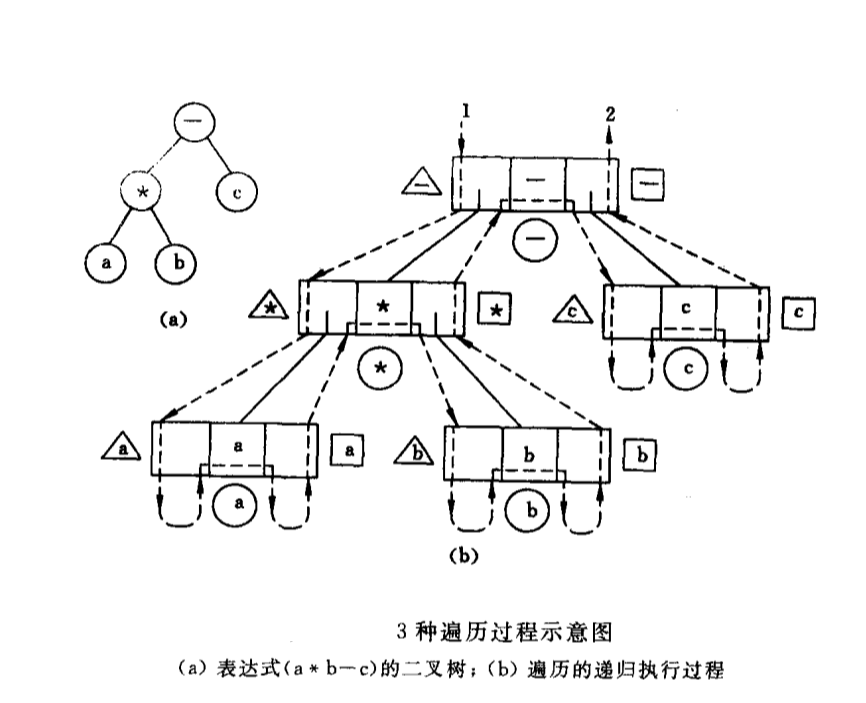 1 2
— — — —
— *
* c
a b
(a)
* * * c c c
*
c
a a a b b b
a b
(b)
3 种遍历过程示意图
(a) 表达式(a * b—c)的二叉树; (b) 遍历的递归执行过程